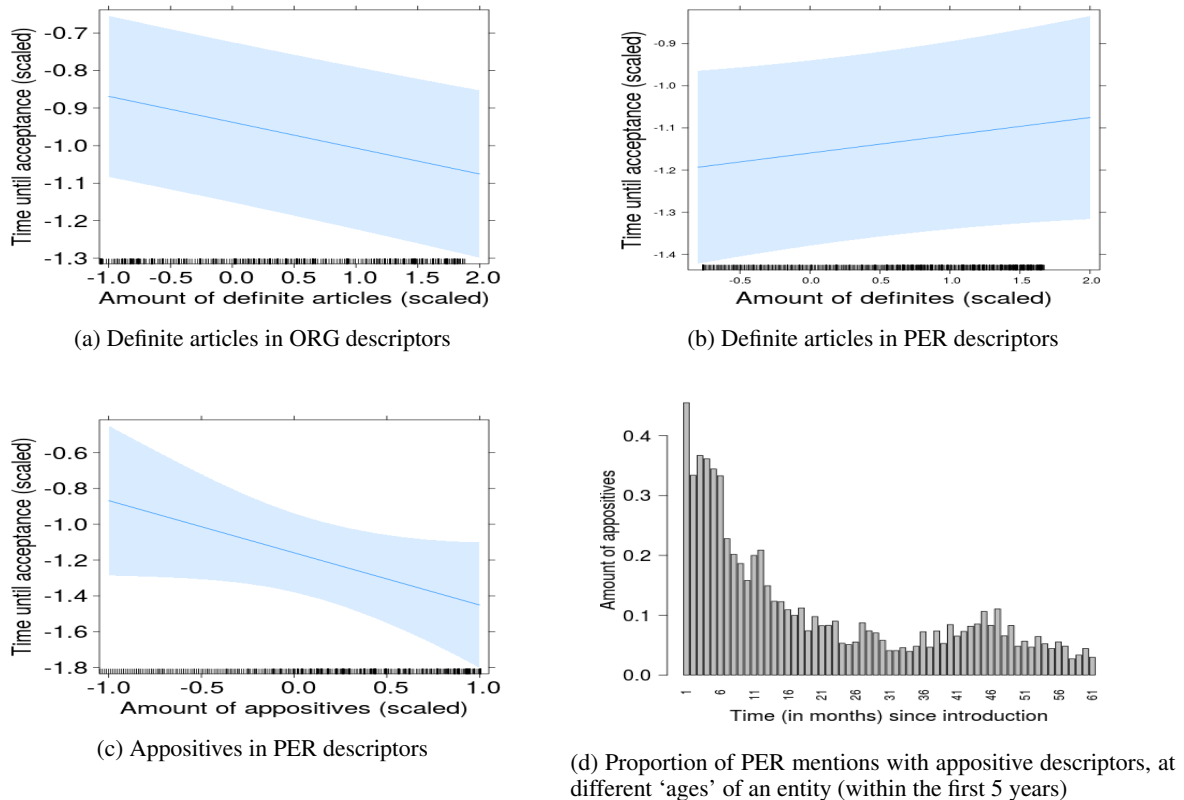 -0.7
-0.8
-0.9
-1.0
-1.1
-1.2
-1.3
Time until acceptance (scaled)
-1.0 -0.5 0.0 0.5 1.0 1.5 2.0
Amount of definite articles (scaled)
(a) Definite articles in ORG descriptors
-0.9
-1.0
-1.1
-1.2
-1.3
-1.4
Time until acceptance (scaled)
-0.5 0.0 0.5 1.0 1.5 2.0
Amount of definites (scaled)
(b) Definite articles in PER descriptors
-0.6
-0.8
-1.0
-1.2
-1.4
-1.6
-1.8
Time until acceptance (scaled)
-1.0 -0.5 0.0 0.5 1.0
Amount of appositives (scaled)
(c) Appositives in PER descriptors
0.4
0.3
0.2
0.1
0.0
Amount of appositives
1 6 11 16 21 26 31 36 41 46 51 56 61
Time (in months) since introduction
(d) Proportion of PER mentions with appositive descriptors, at
different ‘ages’ of an entity (within the first 5 years)